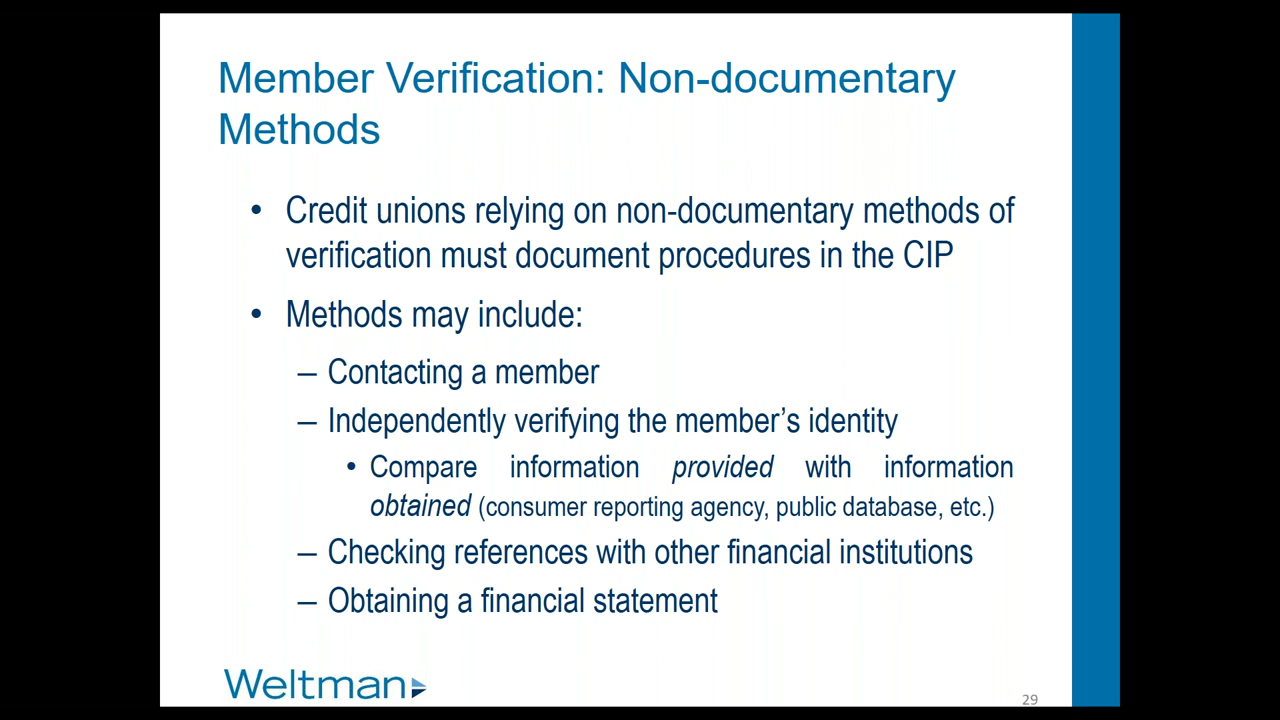 Member Verification: Non-documentary
Methods
• Credit unions relying on non-documentary methods of
verification must document procedures in the CIP
• Methods may include:
– Contacting a member
– Independently verifying the member’s identity
• Compare information provided with information
obtained (consumer reporting agency, public database, etc.)
– Checking references with other financial institutions
– Obtaining a financial statement
Weltman
29